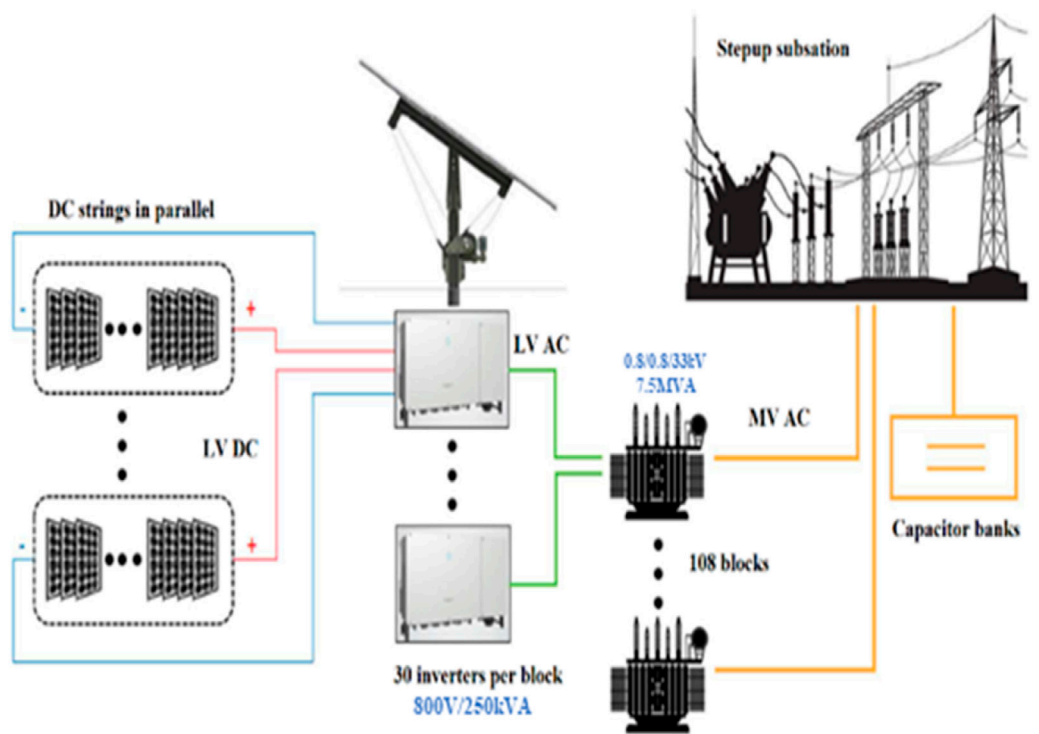 Stepup subsation
DC strings in parallel
-
+
LV AC
0.8/0.8/33kV
7.5MVA
MV AC
LV DC
-
+
Capacitor banks
108 blocks
30 inverters per block
800V/250kVA